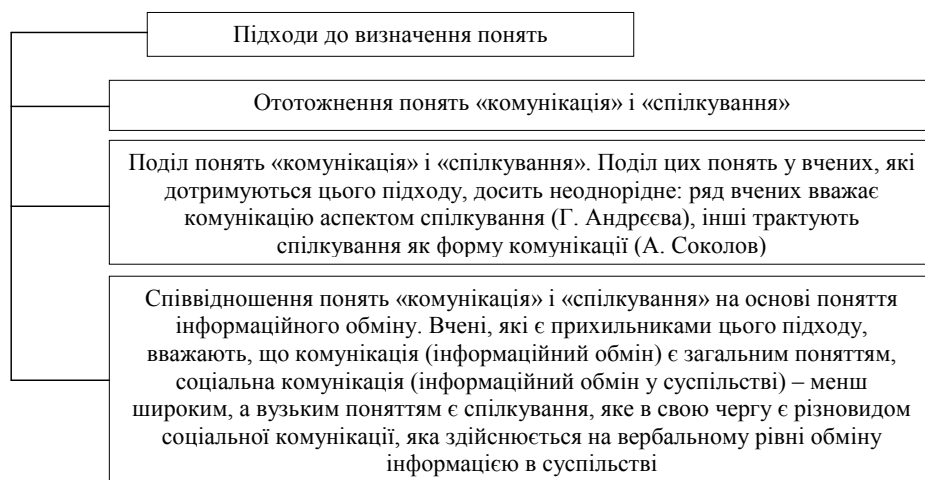 Підходи до визначення понять
Ототожнення понять «комунікація» і «спілкування»
Поділ понять «комунікація» і «спілкування». Поділ цих понять у вчених, які
дотримуються цього підходу, досить неоднорідне: ряд вчених вважає
комунікацію аспектом спілкування (Г. Андрєєва), інші трактують
спілкування як форму комунікації (А. Соколов)
Співвідношення понять «комунікація» і «спілкування» на основі поняття
інформаційного обміну. Вчені, які є прихильниками цього підходу,
вважають, що комунікація (інформаційний обмін) є загальним поняттям,
соціальна комунікація (інформаційний обмін у суспільстві) – менш
широким, а вузьким поняттям є спілкування, яке в свою чергу є різновидом
соціальної комунікації, яка здійснюється на вербальному рівні обміну
інформацією в суспільстві